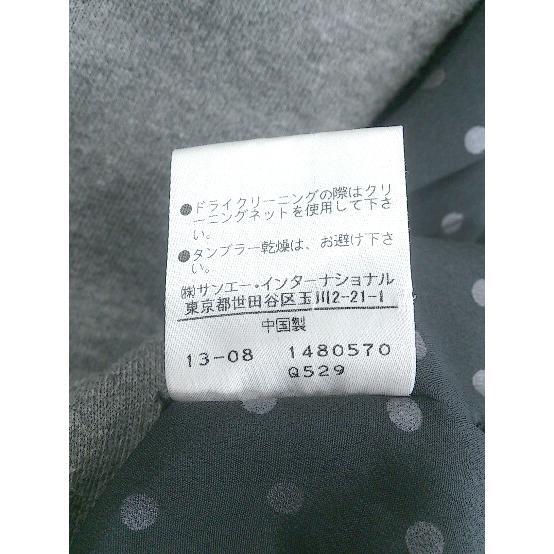 ●ドライクリーニングの際はクリ
ーニングネットを使用して下さ
い。
●タンブラー乾燥は、お避け下さ
い。
㈱サンエー・インターナショナル
東京都世田谷区玉川2-21-1
中国製
13-08 1480570
Q529